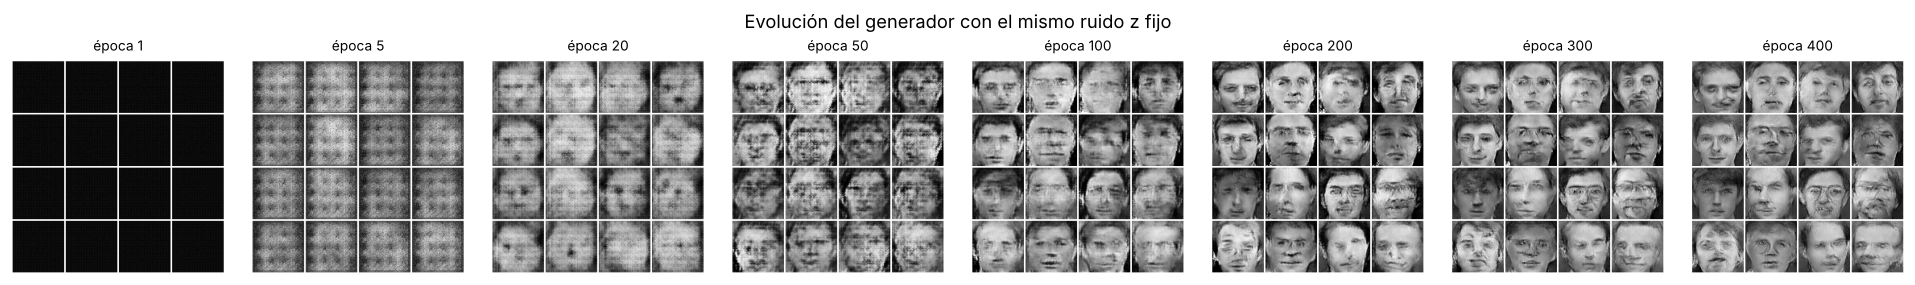 Evolución del generador con el mismo ruido z fijo
época 1
época 5
época 20
época 50
época 100
época 200
época 300
época 400